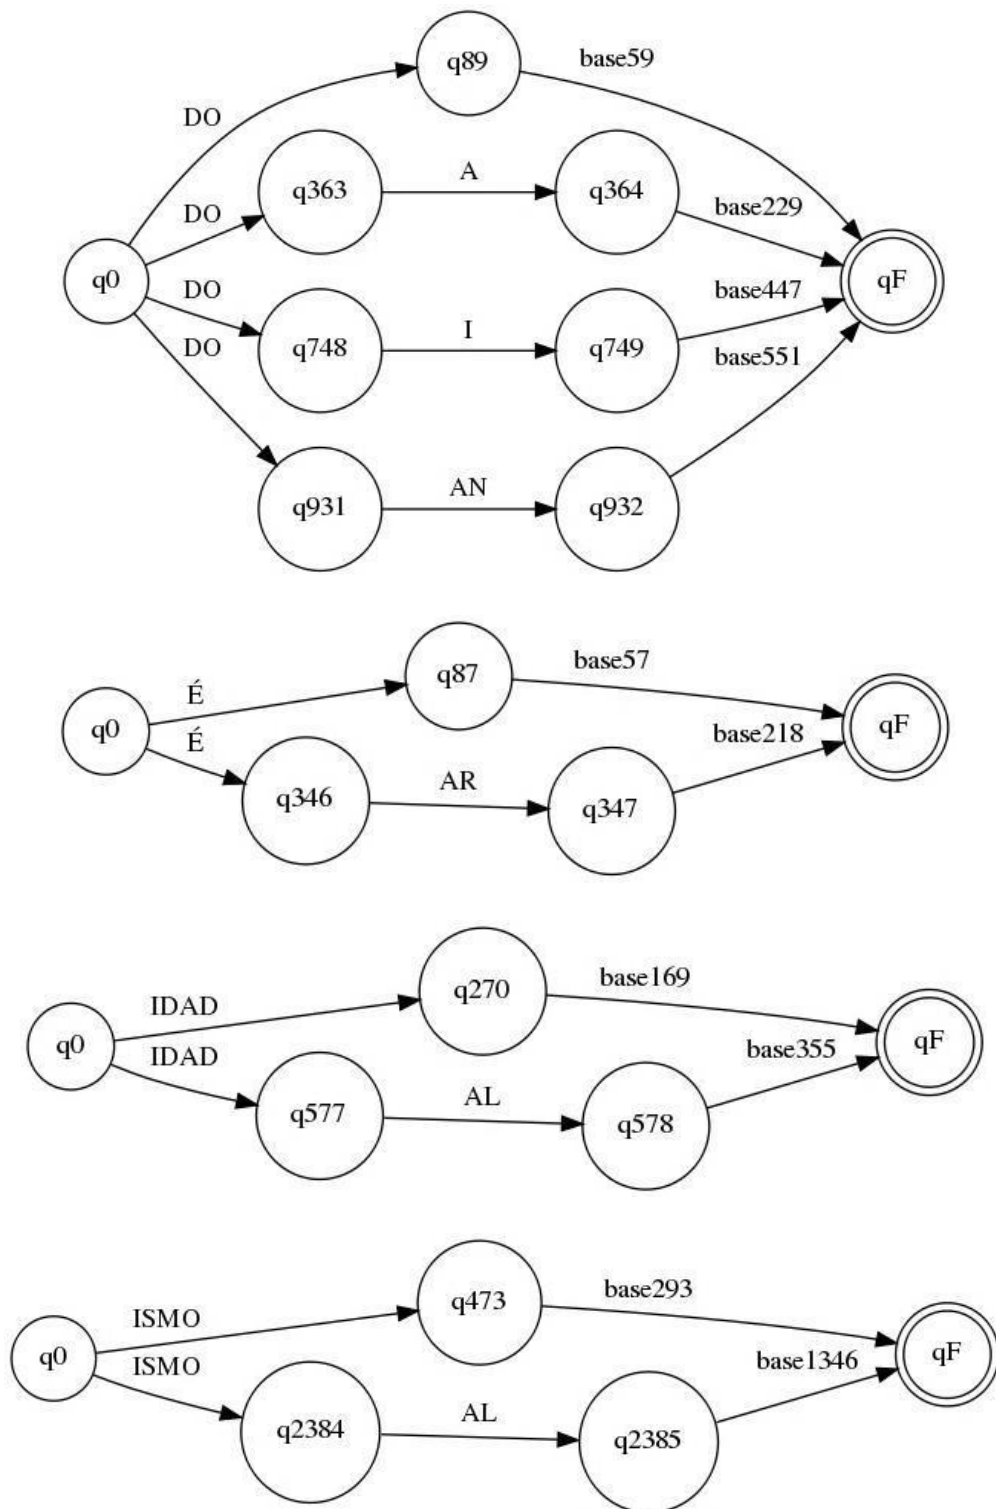 q89
base59
DO
q363
A
q364
DO
base229
q0
qF
DO
base447
q748
I
q749
DO
base551
q931
AN
q932
q87
base57
É
q0
qF
É
base218
q346
AR
q347
q270
base169
IDAD
q0
qF
IDAD
base355
q577
AL
q578
q473
base293
ISMO
q0
qF
ISMO
base1346
q2384
AL
q2385